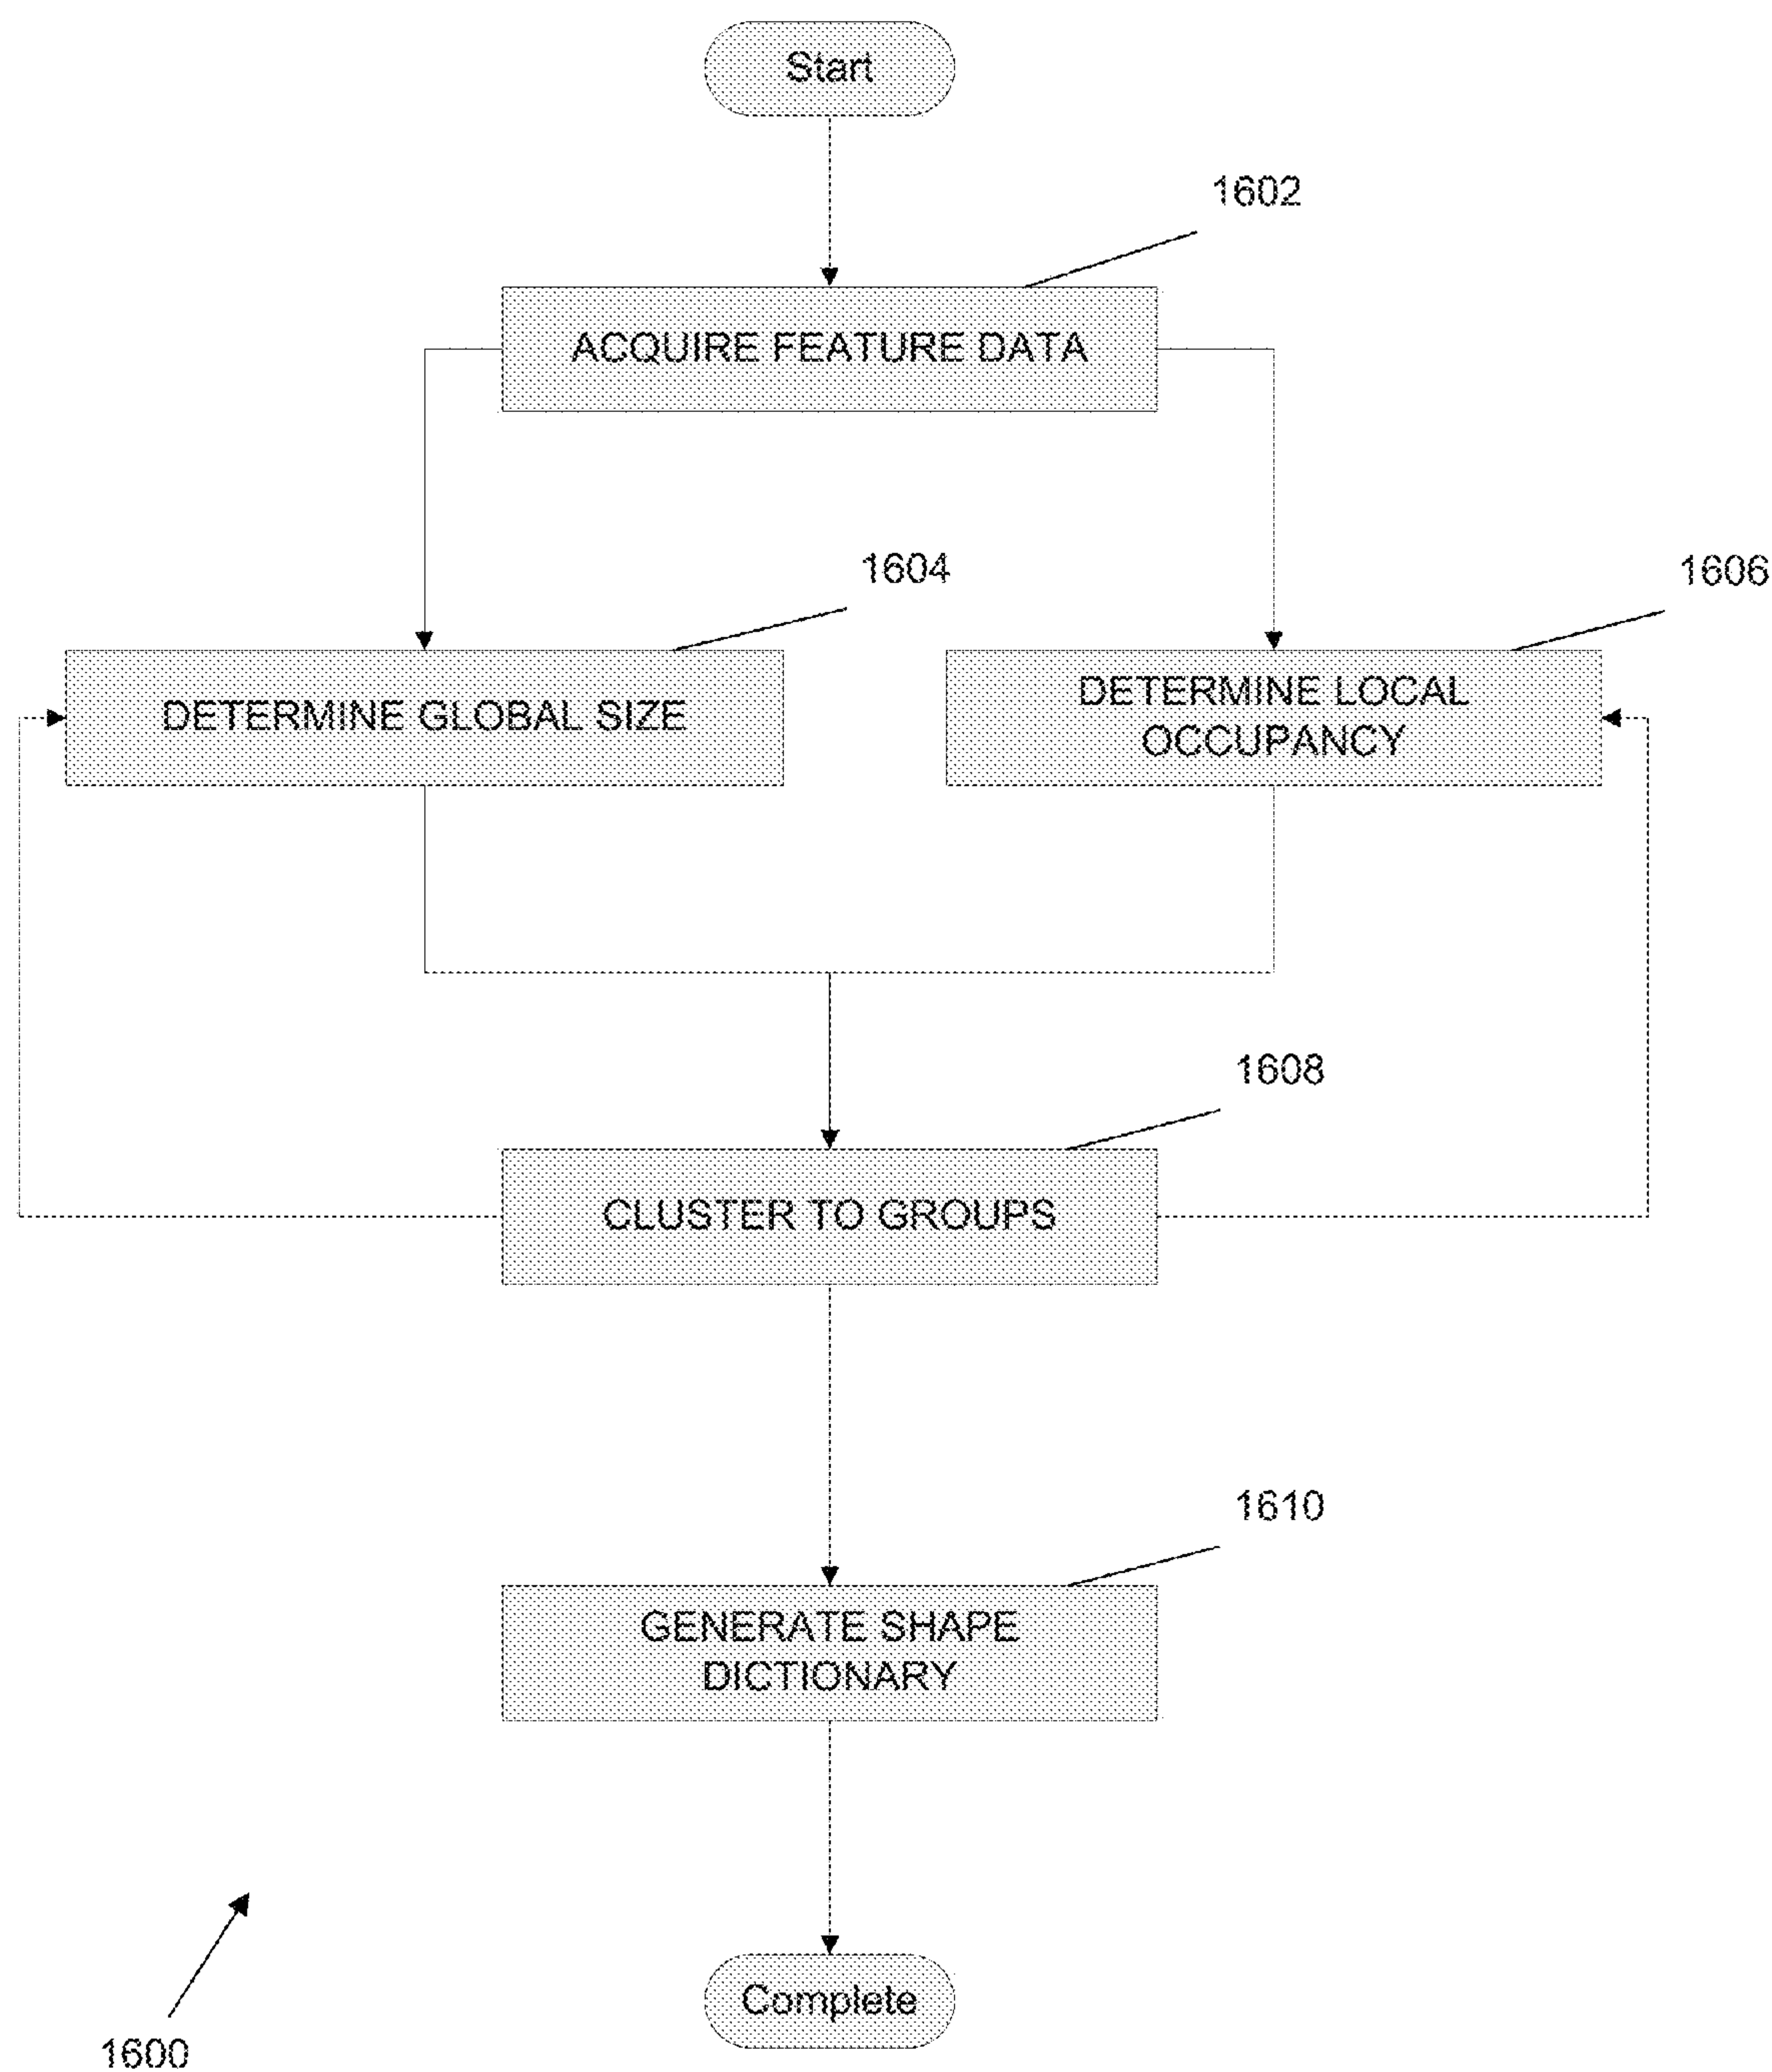 Start
1602
ACQUIRE FEATURE DATA
1604
1606
DETERMINE GLOBAL SIZE
DETERMINE LOCAL
OCCUPANCY
1608
CLUSTER TO GROUPS
1610
GENERATE SHAPE
DICTIONARY
Complete
1600